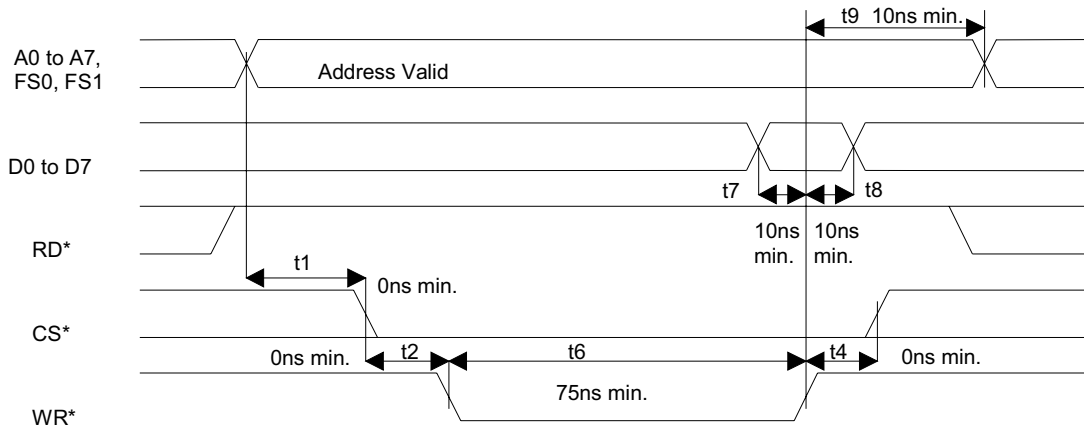 t9 10ns min.
A0 to A7,
FS0, FS1
Address Valid
D0 to D7
t7
t8
10ns
min.
10ns
min.
RD*
t1
0ns min.
CS*
0ns min.
t2
t6
t4
0ns min.
75ns min.
WR*